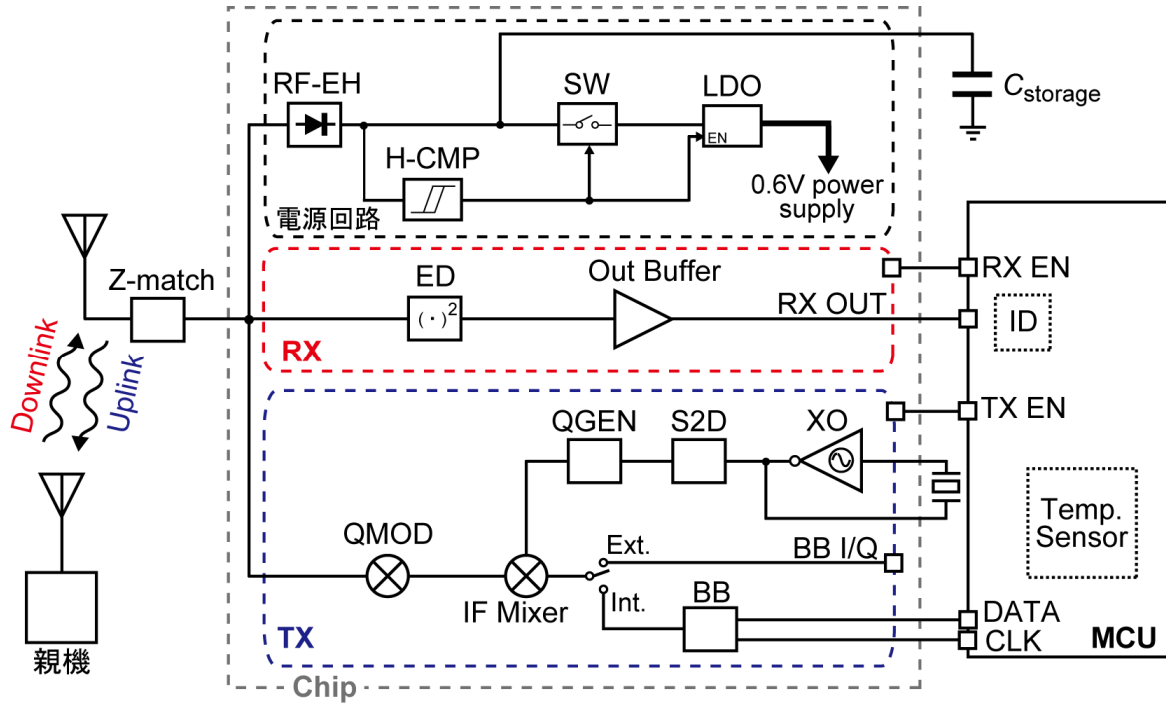 RF-EH
SW
LDO
EN
C storage
H-CMP
0.6V power
supply
電源回路
Z-match
ED
(・)²
Out Buffer
RX OUT
RX
RX EN
ID
Downlink
Uplink
TX EN
QGEN
S2D
XO
Temp.
Sensor
QMOD
IF Mixer
Ext.
Int.
BB I/Q
BB
DATA
CLK
MCU
TX
親機
Chip